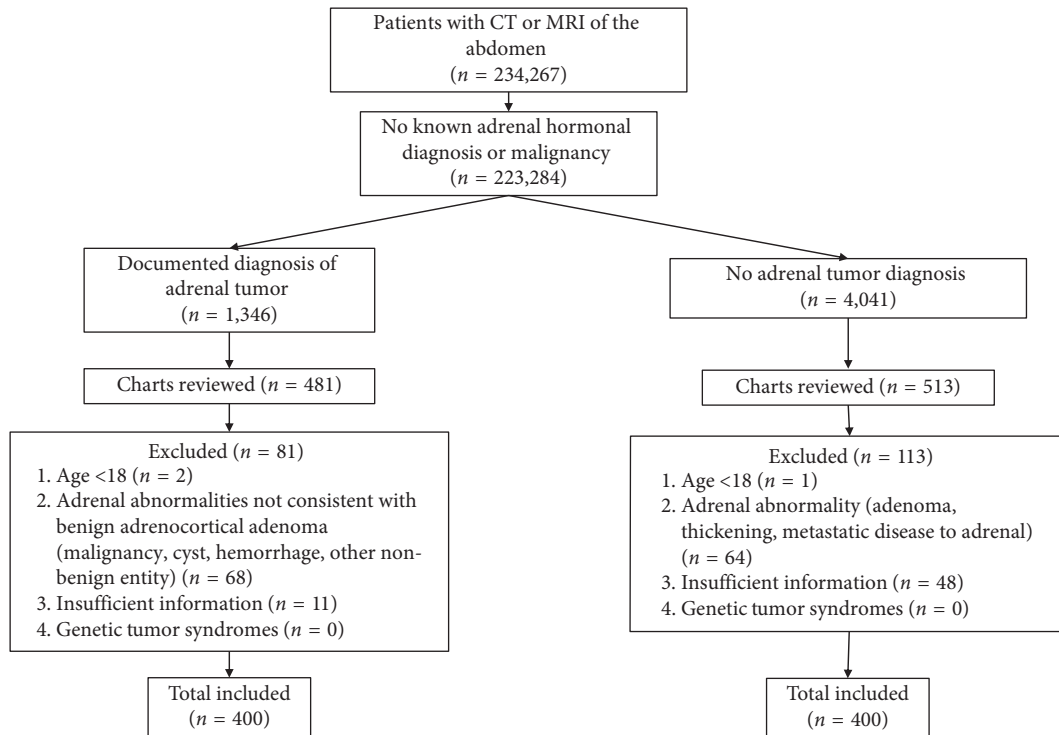 Patients with CT or MRI of the
abdomen
(n = 234,267)
No known adrenal hormonal
diagnosis or malignancy
(n = 223,284)
Documented diagnosis of
adrenal tumor
(n = 1,346)
Charts reviewed (n = 481)
Excluded (n = 81)
1. Age <18 (n = 2)
2. Adrenal abnormalities not consistent with
benign adrenocortical adenoma
(malignancy, cyst, hemorrhage, other non-
benign entity) (n = 68)
3. Insufficient information (n = 11)
4. Genetic tumor syndromes (n = 0)
Total included
(n = 400)
No adrenal tumor diagnosis
(n = 4,041)
Charts reviewed (n = 513)
Excluded (n = 113)
1. Age <18 (n = 1)
2. Adrenal abnormality (adenoma,
thickening, metastatic disease to adrenal)
(n = 64)
3. Insufficient information (n = 48)
4. Genetic tumor syndromes (n = 0)
Total included
(n = 400)